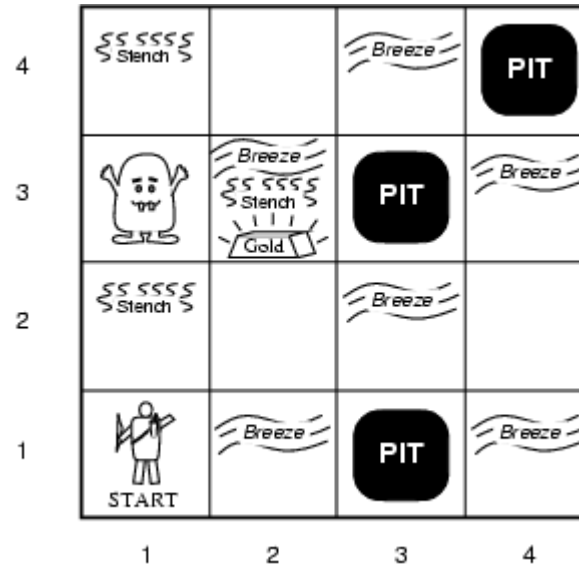 4
Stench
Breeze
PIT
3
Breeze
Stench
Gold
PIT
Breeze
2
Stench
Breeze
1
START
Breeze
PIT
Breeze
1 2 3 4